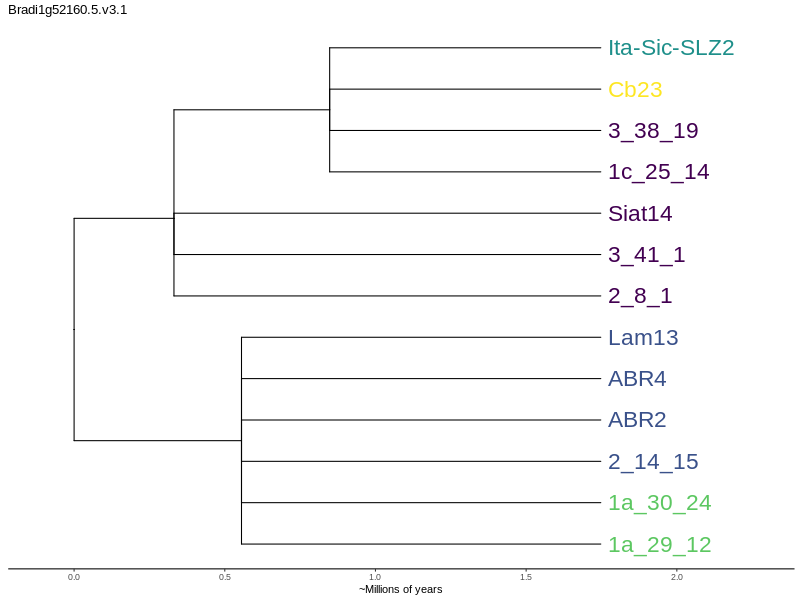 Bradi1g52160.5.v3.1
Ita-Sic-SLZ2
Cb23
3_38_19
1c_25_14
Siat14
3_41_1
2_8_1
Lam13
ABR4
ABR2
2_14_15
1a_30_24
1a_29_12
0.0 0.5 1.0 1.5 2.0
~Millions of years